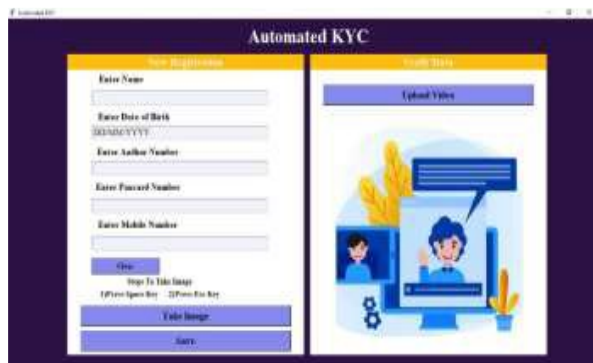 Automated KYC
Automated KYC
New Registration
Enter Name
Enter Date of Birth
DD/MM/YYYY
Enter Aadhar Number
Enter Pancard Number
Enter Mobile Number
Clear
Steps To Take Image
1)Press Space Key 2)Press Esc Key
Take Image
Save
Verify Data
Upload Video